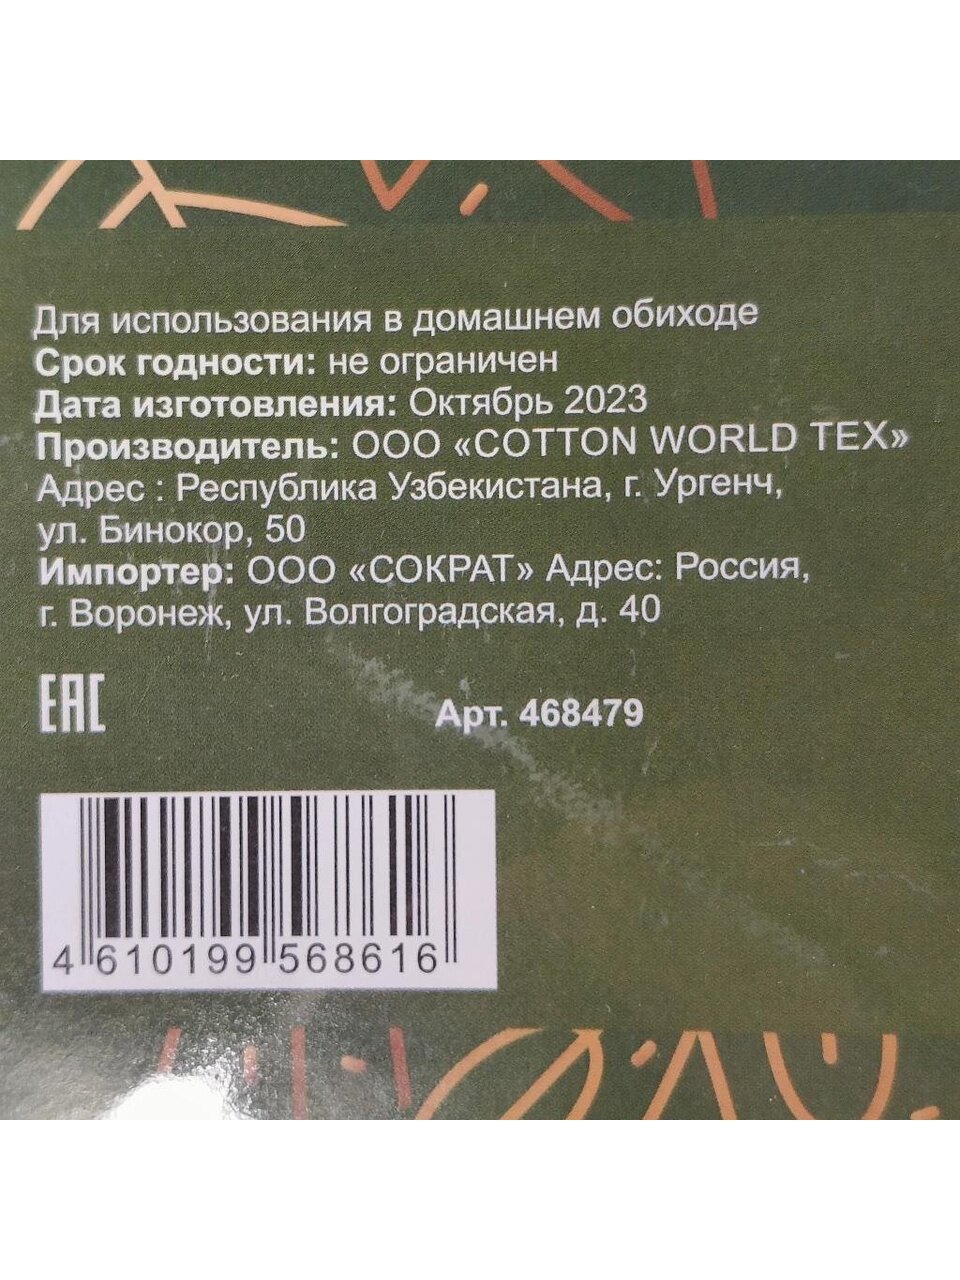 Для использования в домашнем обиходе
Срок годности: не ограничен
Дата изготовления: Октябрь 2023
Производитель: ООО «COTTON WORLD TEX»
Адрес : Республика Узбекистана, г. Ургенч,
ул. Бинокор, 50
Импортер: ООО «СОКРАТ» Адрес: Россия,
г. Воронеж, ул. Волгоградская, д. 40
ЕАС
Арт. 468479
4 610199 568616